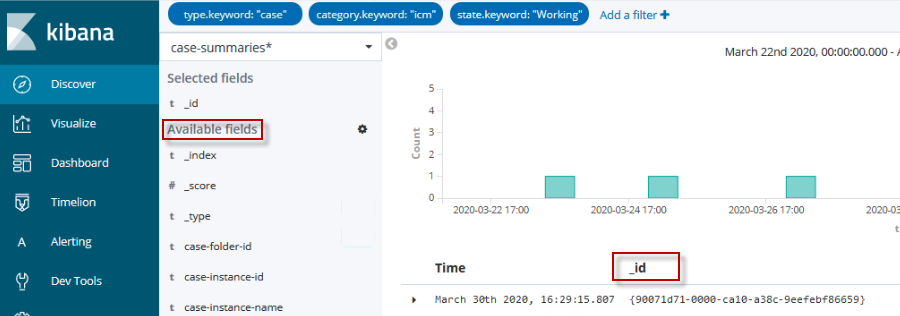 type.keyword: "case" category.keyword: "icm" state.keyword: "Working" Add a filter +
kibana
Discover
Visualize
Dashboard
Timelion
Alerting
Dev Tools
case-summaries*
Selected fields
t _id
Available fields
t _index
# _score
t _type
t case-folder-id
t case-instance-id
t case-instance-name
March 22nd 2020, 00:00:00.000 - A
Count
5
4
3
2
1
0
2020-03-22 17:00 2020-03-24 17:00 2020-03-26 17:00 2020-03
t
Time _id
March 30th 2020, 16:29:15.807 {90071d71-0000-ca10-a38c-9eefebf86659}